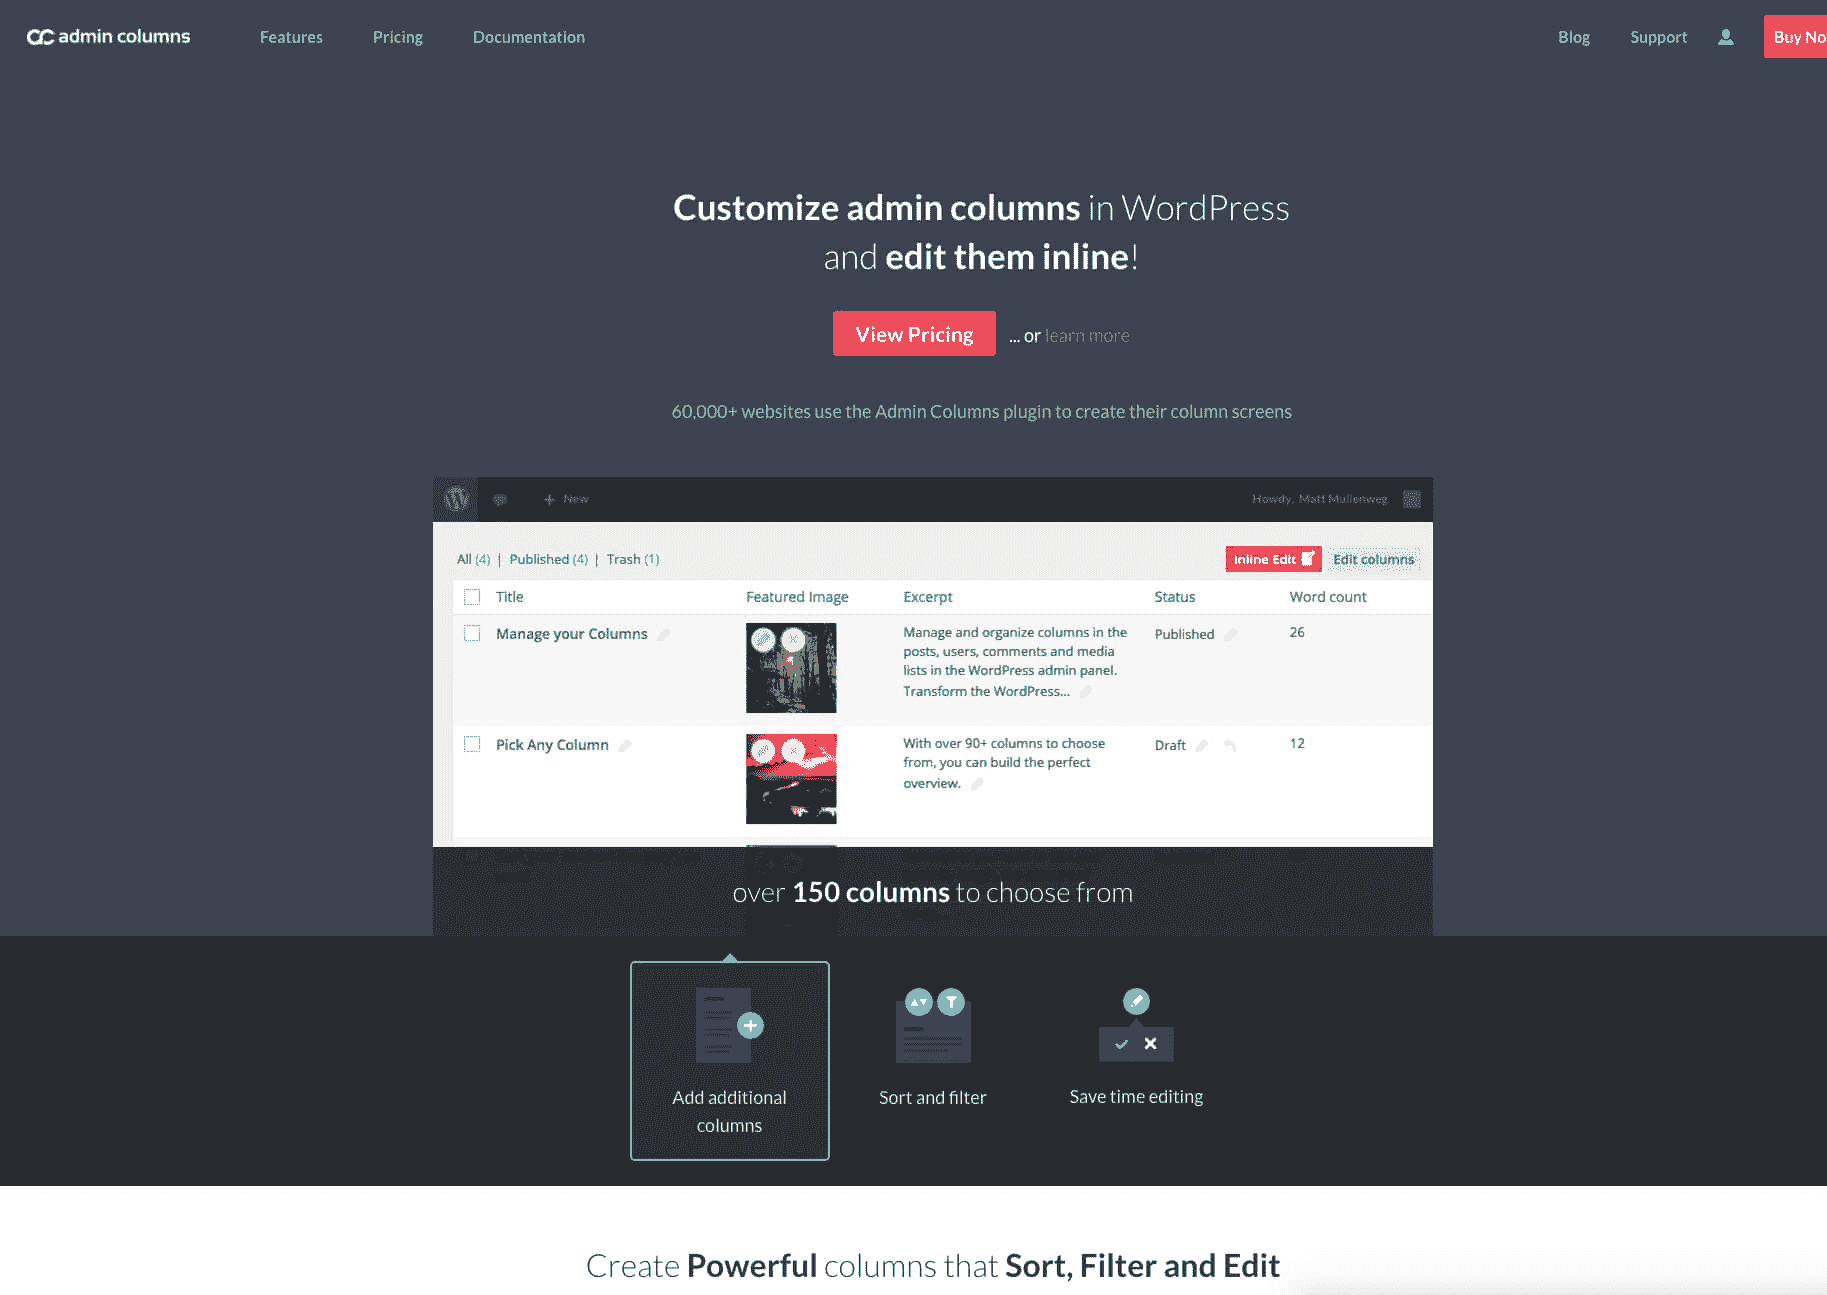 admin columns
Features
Pricing
Documentation
Blog
Support
Buy No
Customize admin columns in WordPress
and edit them inline!
View Pricing
... or learn more
60,000+ websites use the Admin Columns plugin to create their column screens
New
Howdy, Matt Mullenweg
All (4) | Published (4) | Trash (1)
Inline Edit
Edit columns
Title
Featured Image
Excerpt
Status
Word count
Manage your Columns
Manage and organize columns in the
posts, users, comments and media
lists in the WordPress admin panel.
Transform the WordPress...
Published
26
Pick Any Column
With over 90+ columns to choose
from, you can build the perfect
overview.
Draft
12
over 150 columns to choose from
Add additional
columns
Sort and filter
Save time editing
Create Powerful columns that Sort, Filter and Edit